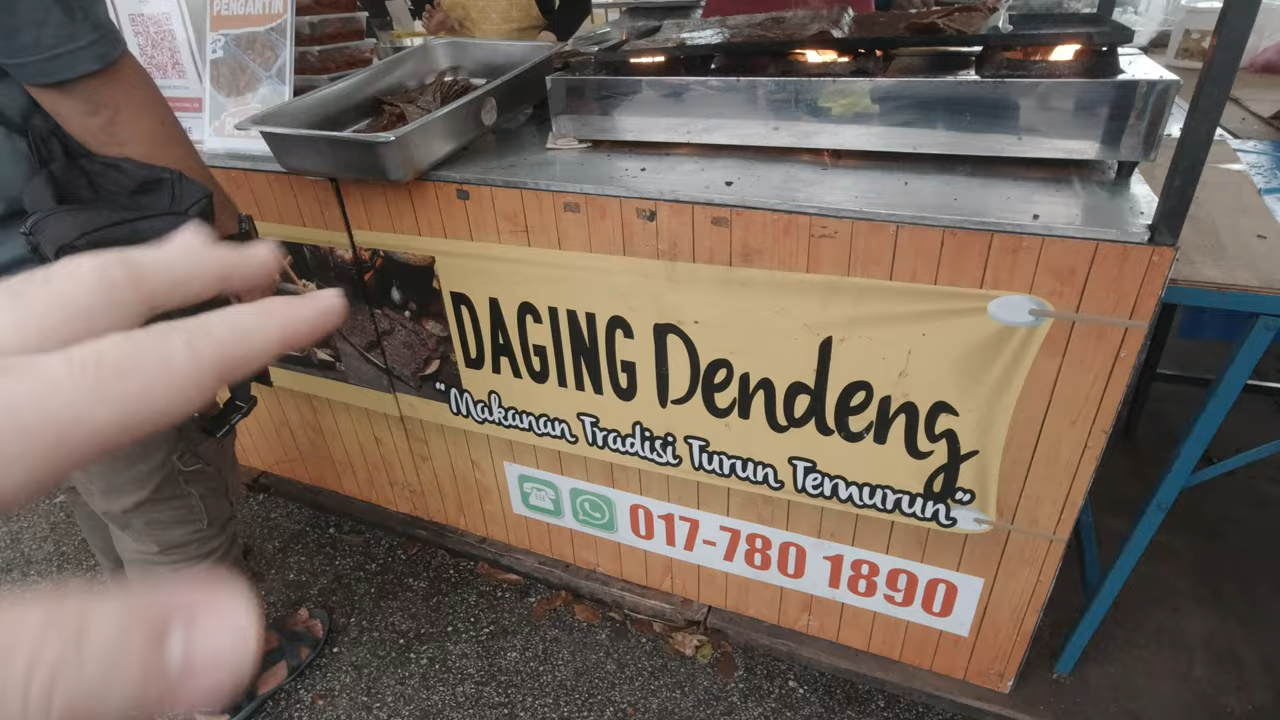 PENGANTIN
DAGING Dendeng
“Makanan Tradisi Turun Temurun”
017-780 1890